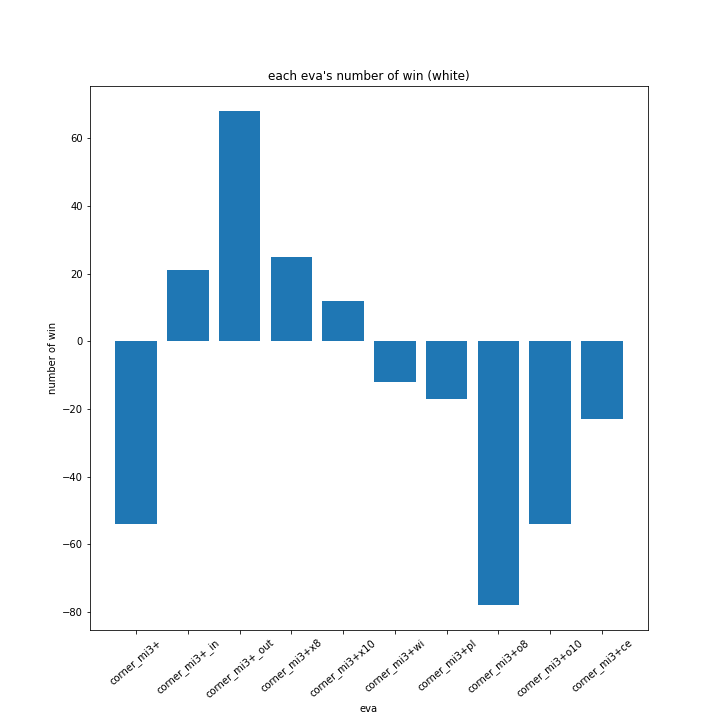 each eva's number of win (white)
60
40
20
0
−20
−40
−60
−80
number of win
corner_mi3+
corner_mi3+_in
corner_mi3+_out
corner_mi3+x8
corner_mi3+x10
corner_mi3+wi
corner_mi3+pl
corner_mi3+o8
corner_mi3+o10
corner_mi3+ce
eva